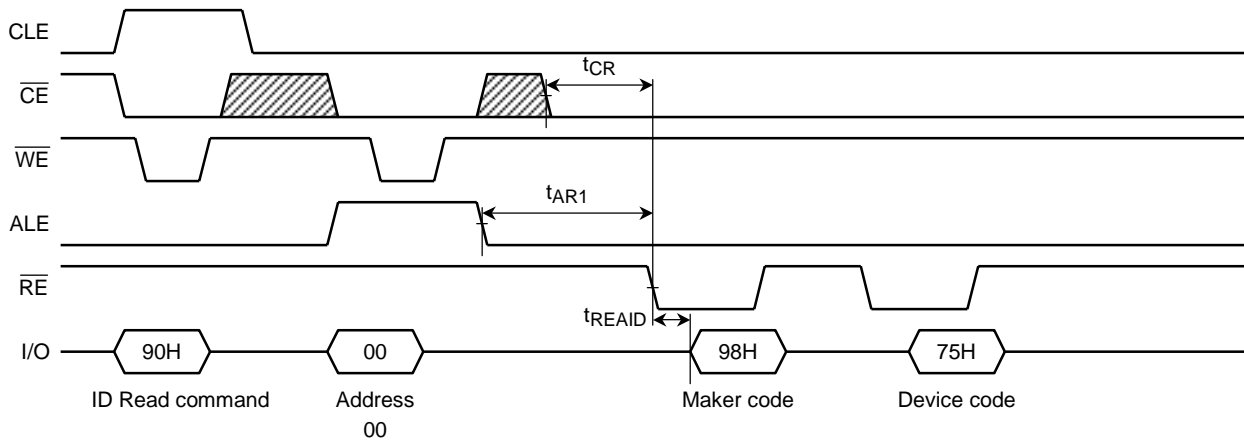 CLE
CE
tCR
WE
tAR1
ALE
RE
tREAID
I/O 90H 00 98H 75H
ID Read command Address Maker code Device code
00